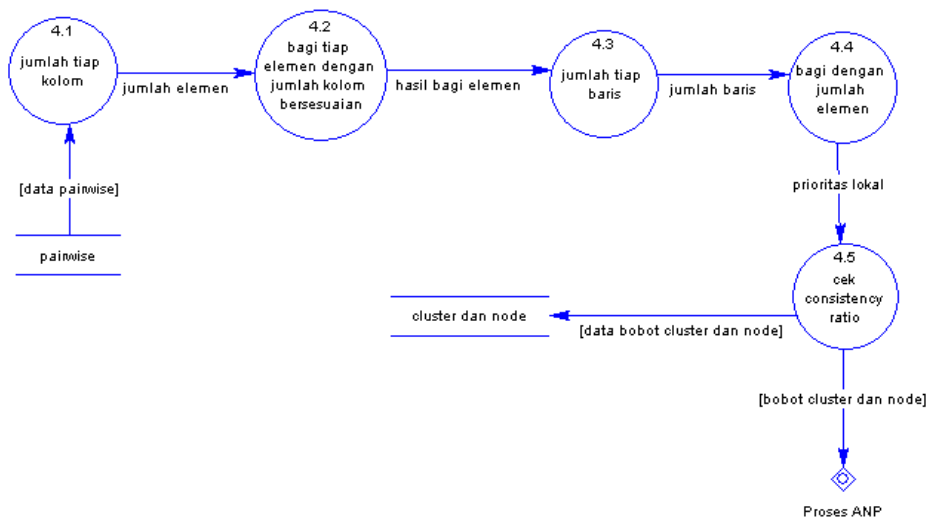 4.1
jumlah tiap
kolom
jumlah elemen
4.2
bagi tiap
elemen dengan
jumlah kolom
bersesuaian
hasil bagi elemen
4.3
jumlah tiap
baris
jumlah baris
4.4
bagi dengan
jumlah
elemen
[data pairwise]
pairwise
prioritas lokal
4.5
cek
consistency
ratio
cluster dan node
[data bobot cluster dan node]
[bobot cluster dan node]
Proses ANP